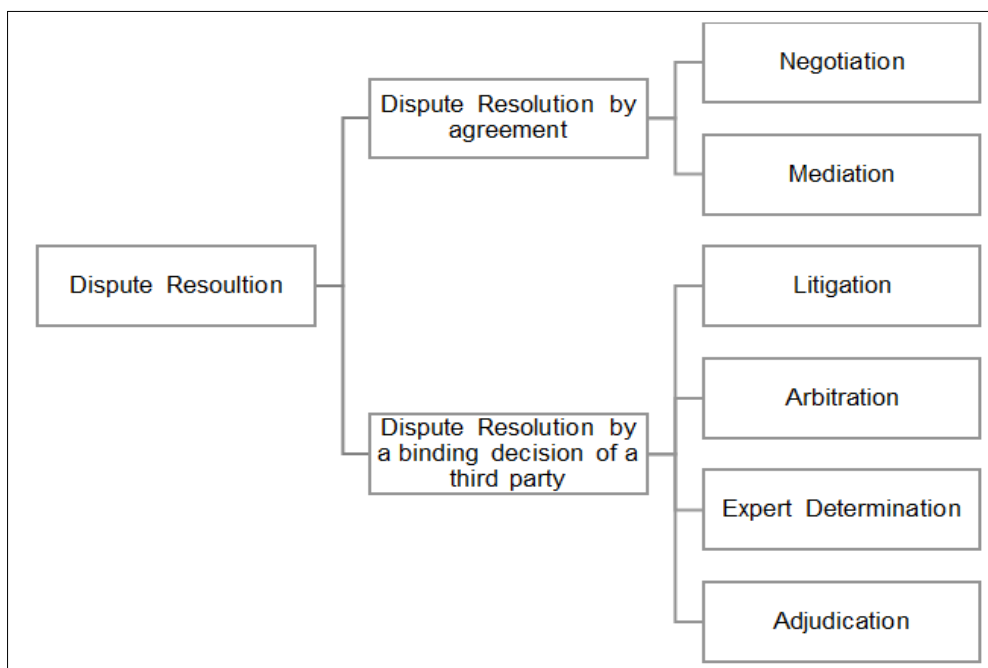 Dispute Resoultion
Dispute Resolution by
agreement
Negotiation
Mediation
Dispute Resolution by
a binding decision of a
third party
Litigation
Arbitration
Expert Determination
Adjudication